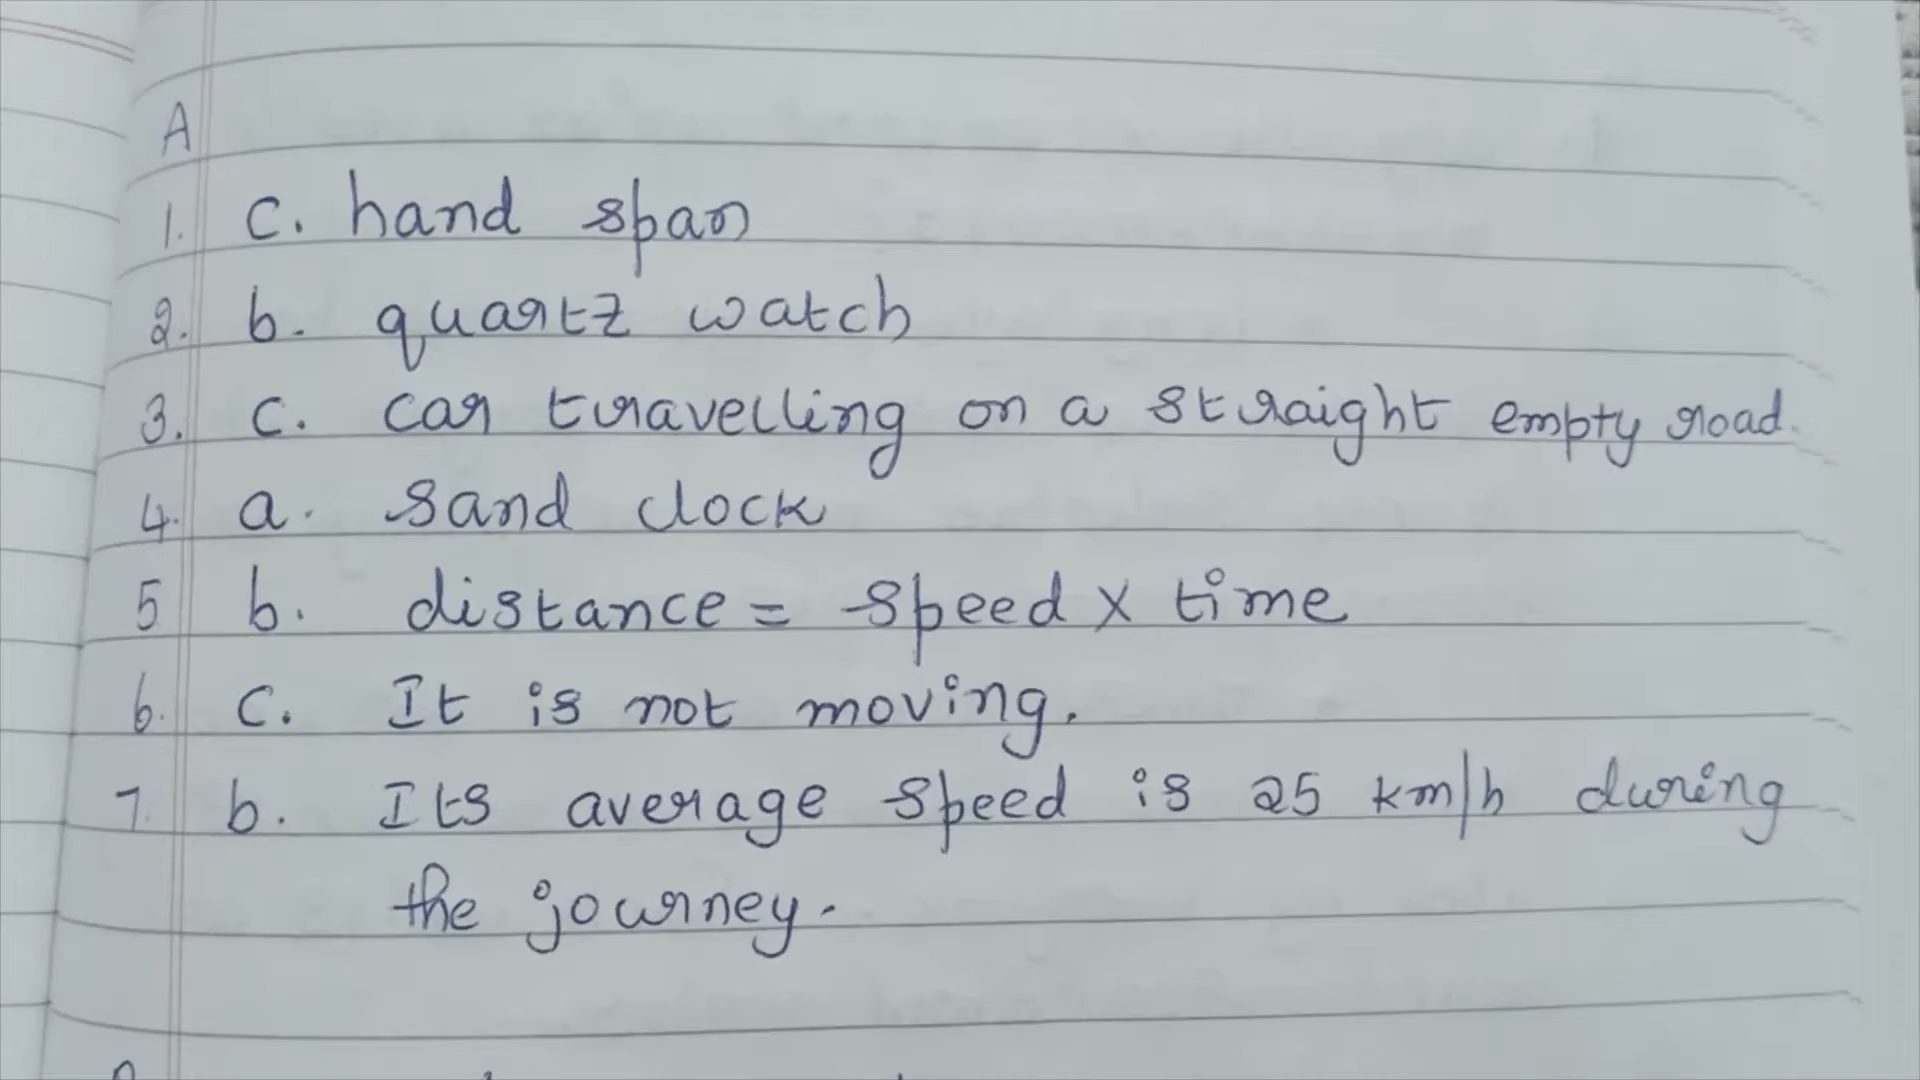 A
1. c. hand span
2. b. quartz watch
3. c. car travelling on a straight empty road.
4. a. sand clock
5 b. distance = speed x time
6. c. It is not moving.
7. b. Its average speed is 25 km/h during
the journey.